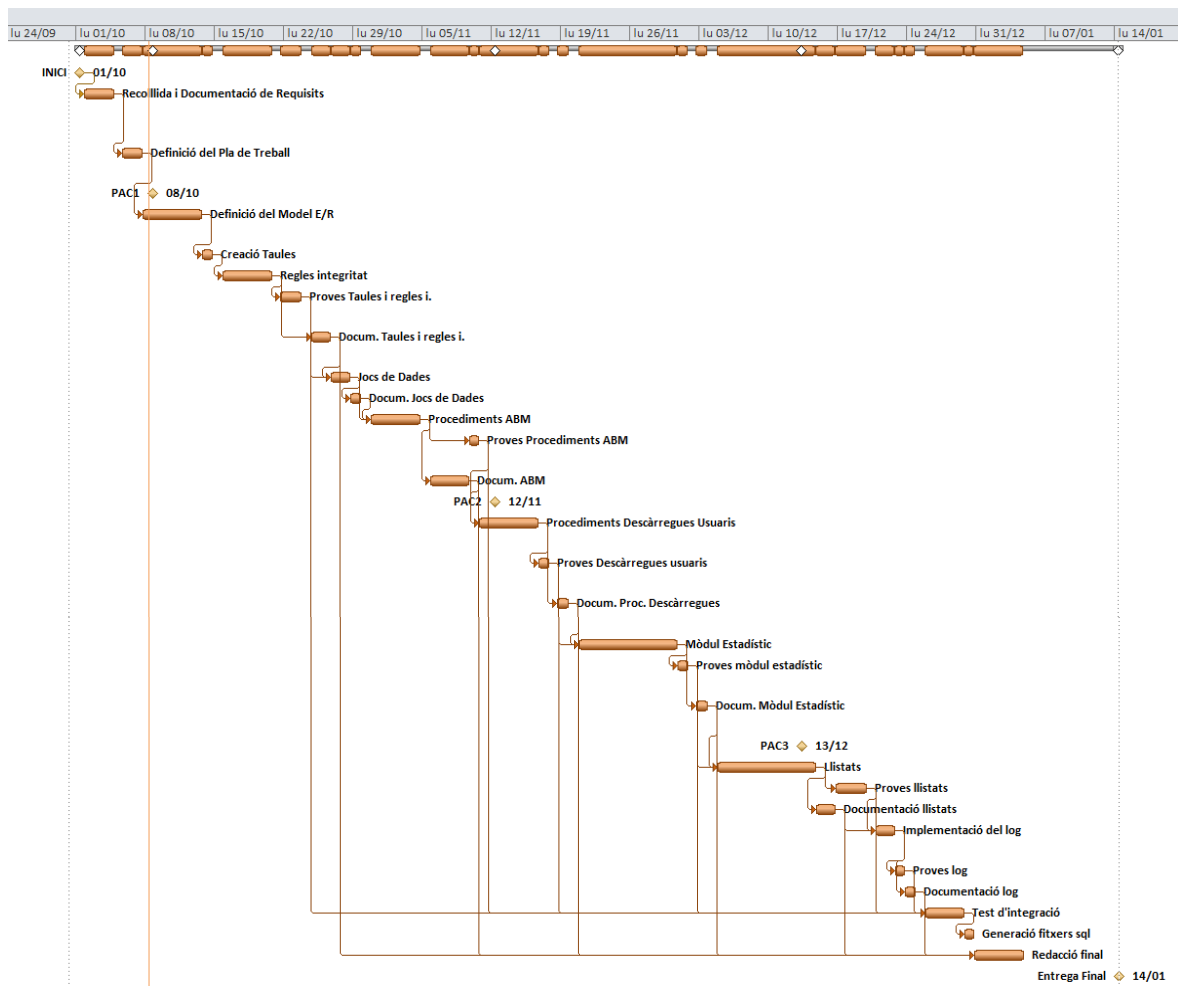 lu 24/09 lu 01/10 lu 08/10 lu 15/10 lu 22/10 lu 29/10 lu 05/11 lu 12/11 lu 19/11 lu 26/11 lu 03/12 lu 10/12 lu 17/12 lu 24/12 lu 31/12 lu 07/01 lu 14/01
INICI 01/10
Recollida i Documentació de Requisits
Definició del Pla de Treball
PAC1 08/10
Definició del Model E/R
Creació Taules
Regles integritat
Proves Taules i regles i.
Docum. Taules i regles i.
Jocs de Dades
Docum. Jocs de Dades
Procediments ABM
Proves Procediments ABM
Docum. ABM
PAC2 12/11
Procediments Descàrregues Usuaris
Proves Descàrregues usuaris
Docum. Proc. Descàrregues
Mòdul Estadístic
Proves mòdul estadístic
Docum. Mòdul Estadístic
PAC3 13/12
Llistats
Proves llistats
Documentació llistats
Implementació del log
Proves log
Documentació log
Test d'integració
Generació fitxers sql
Redacció final
Entrega Final 14/01